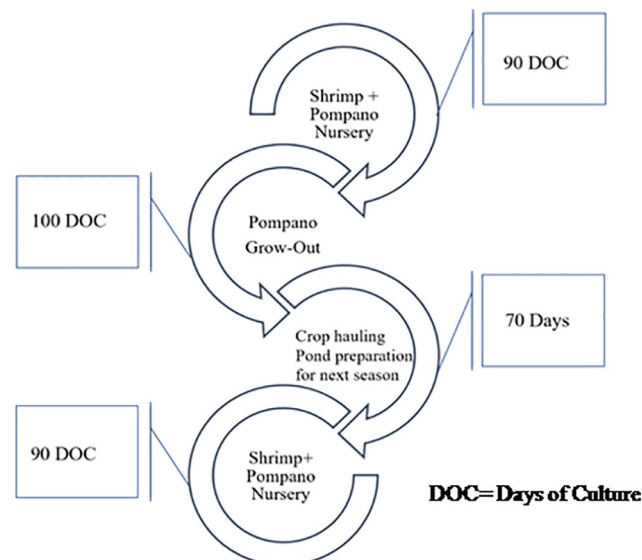 90 DOC
Shrimp +
Pompano
Nursery
100 DOC
Pompano
Grow-Out
70 Days
Crop hauling
Pond preparation
for next season
90 DOC
Shrimp+
Pompano
Nursery
DOC=Days of Culture